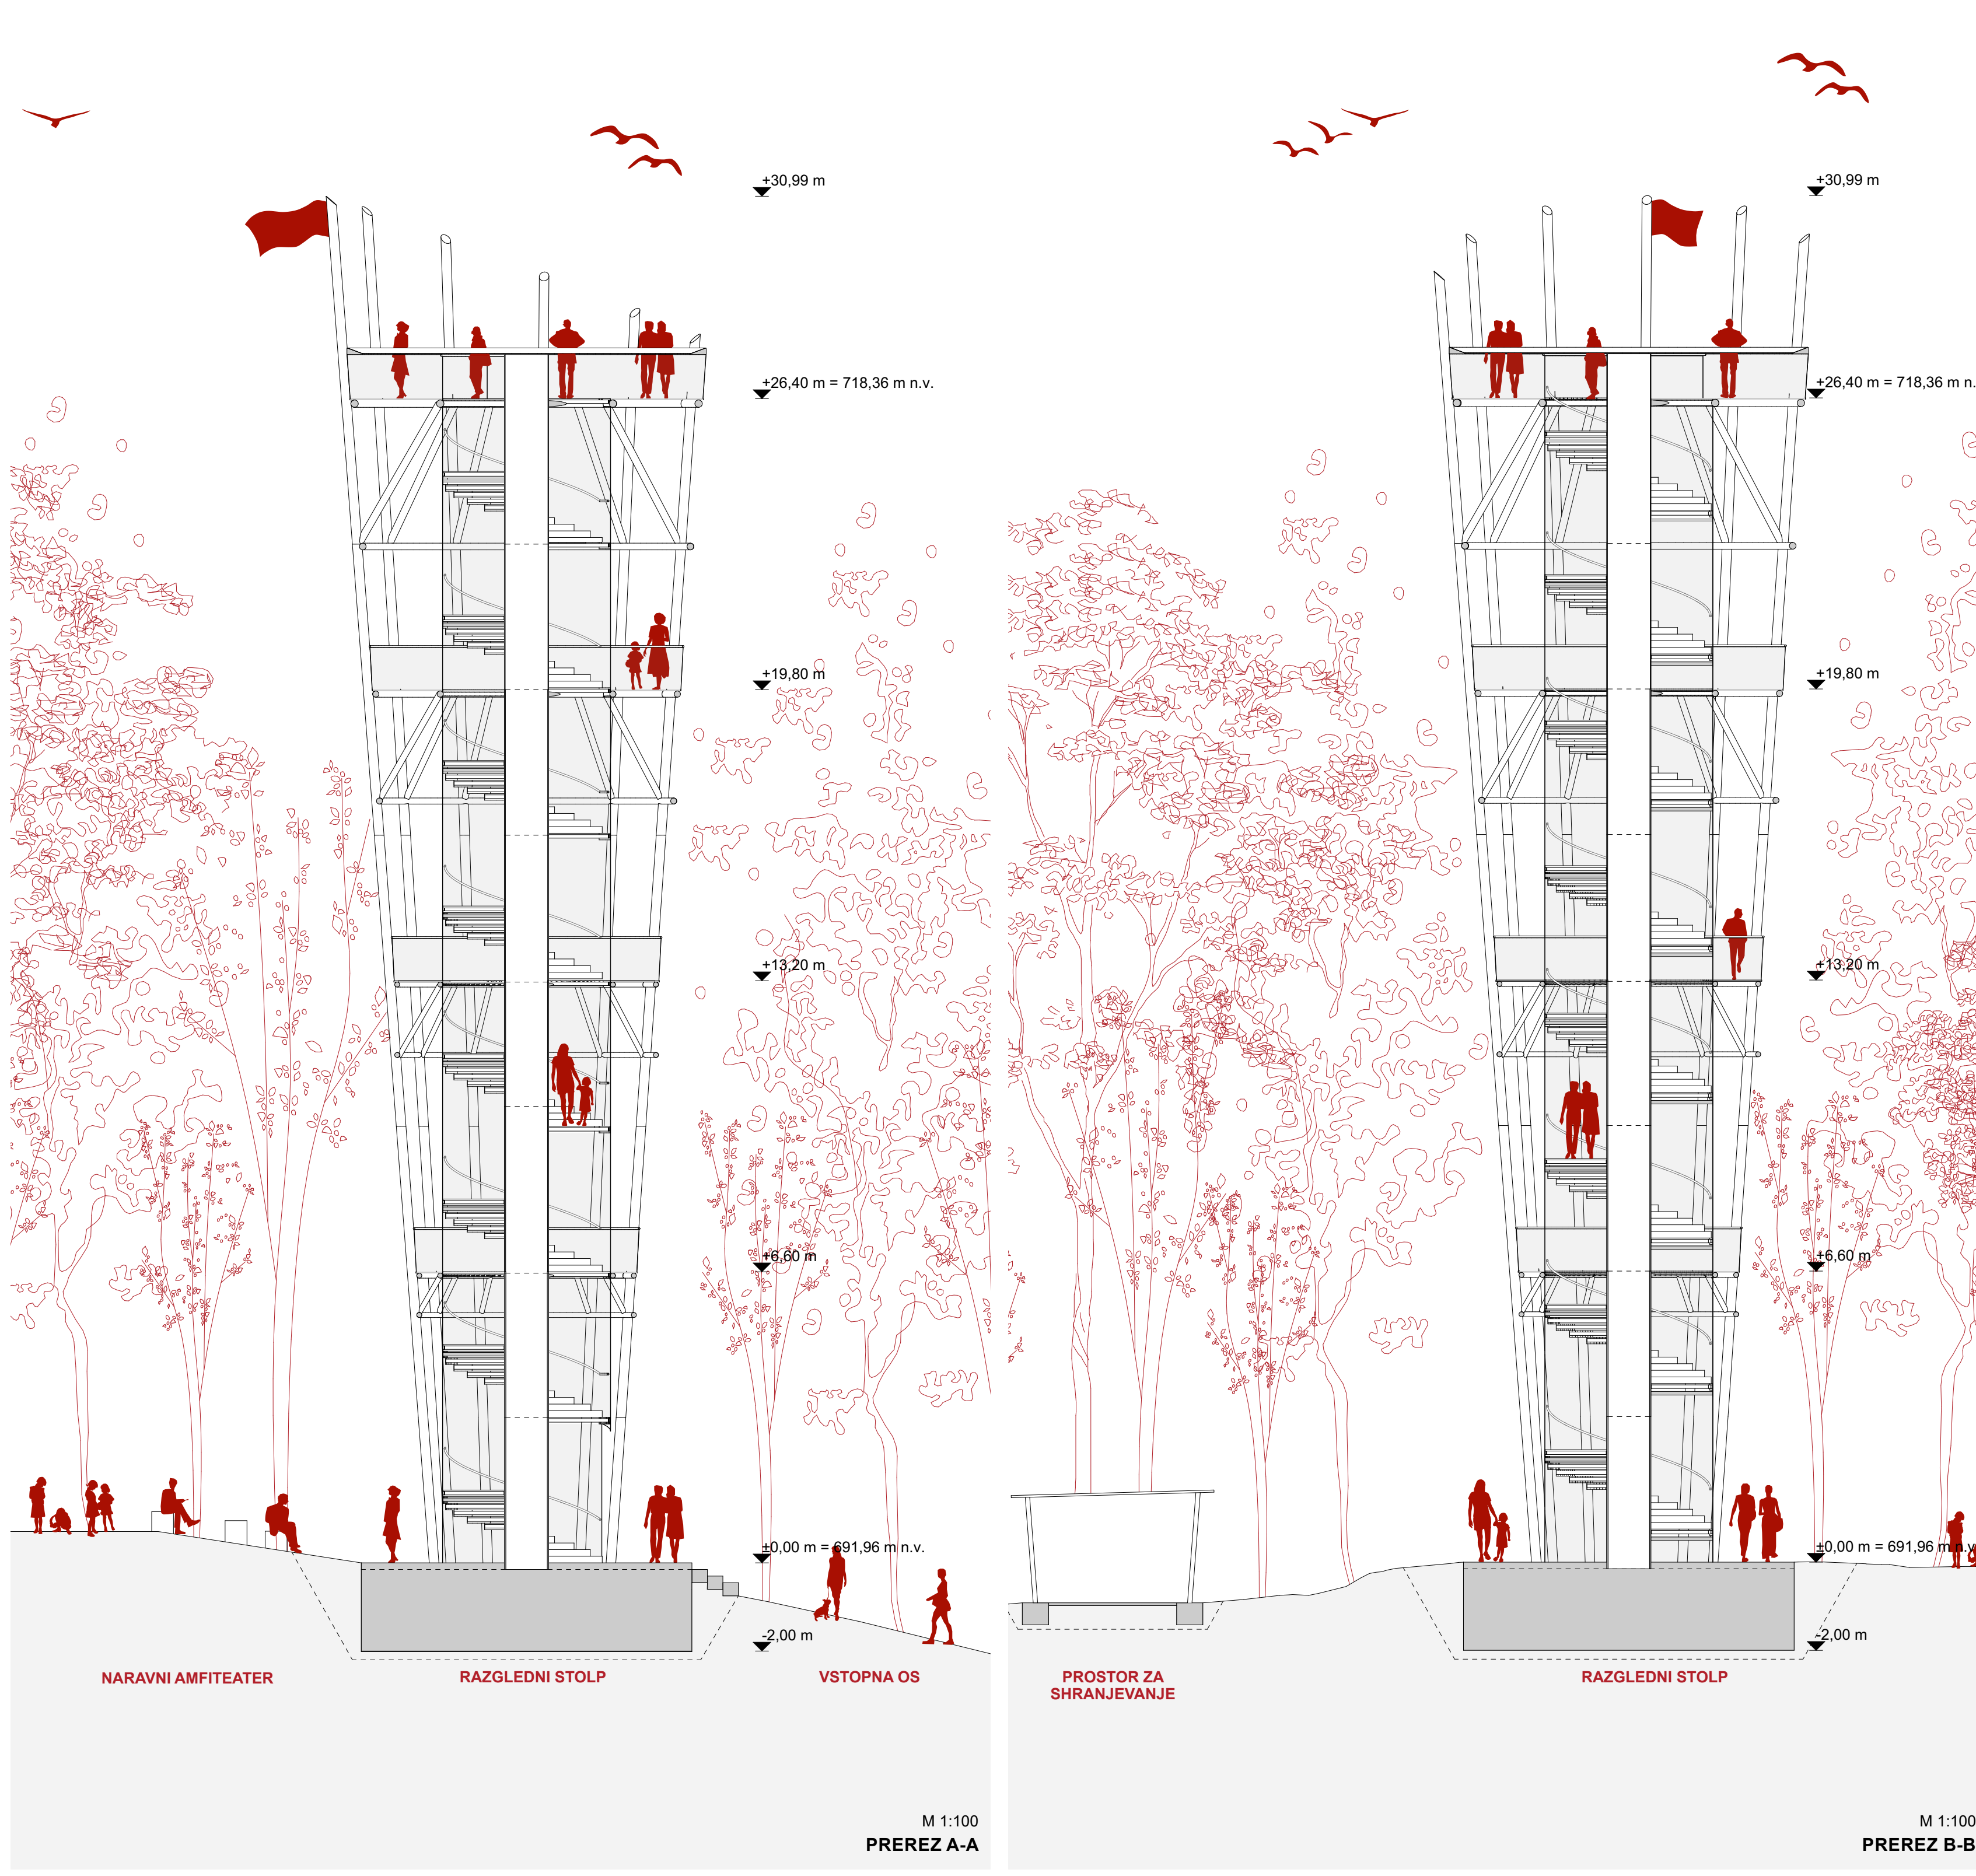 +30,99 m
+26,40 m = 718,36 m n.v.
+19,80 m
+13,20 m
+6,60 m
±0,00 m = 691,96 m n.v.
-2,00 m
NARAVNI AMFITEATER
RAZGLEDNI STOLP
VSTOPNA OS
M 1:100
PREREZ A-A
+30,99 m
+26,40 m = 718,36 m n.
+19,80 m
+13,20 m
+6,60 m
±0,00 m = 691,96 m n.v
-2,00 m
PROSTOR ZA
SHRANJEVANJE
RAZGLEDNI STOLP
M 1:100
PREREZ B-B